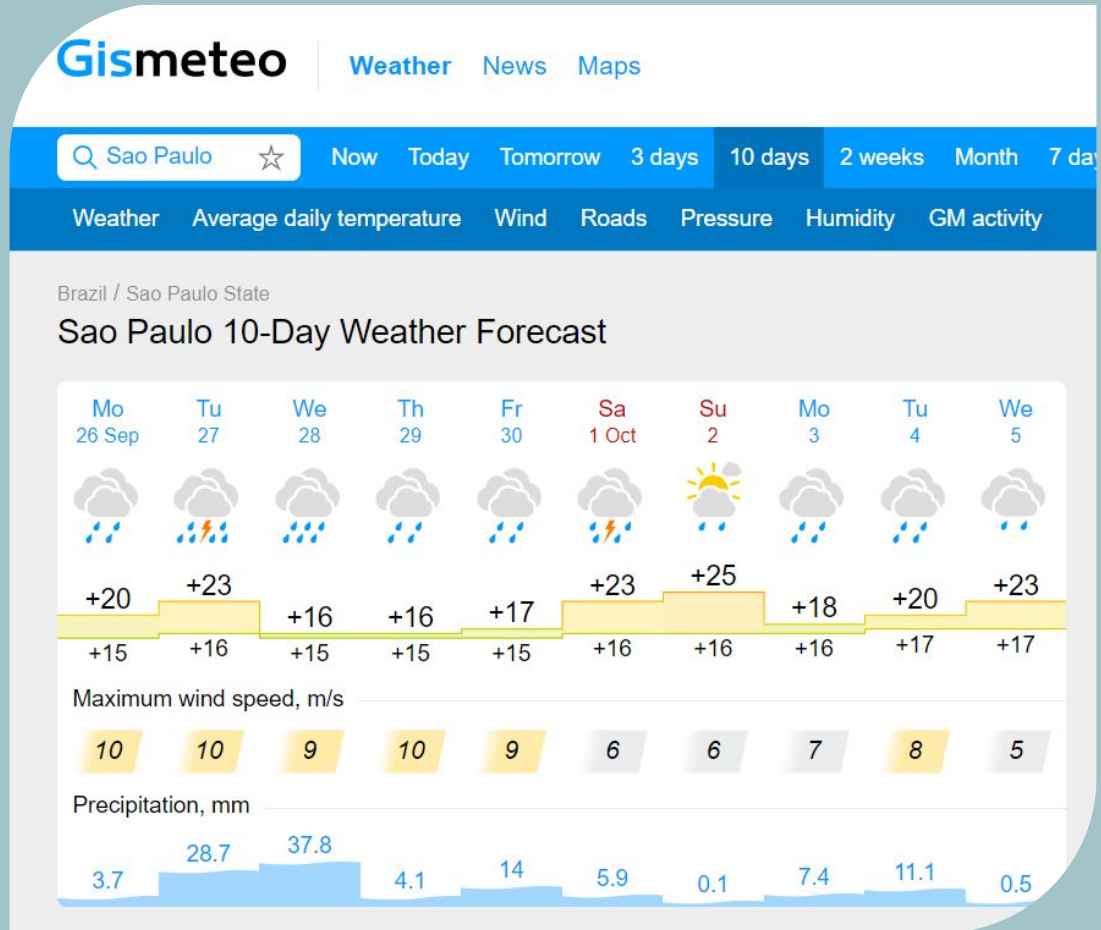 Gismeteo Weather News Maps
Sao Paulo Now Today Tomorrow 3 days 10 days 2 weeks Month 7 day
Weather Average daily temperature Wind Roads Pressure Humidity GM activity
Brazil / Sao Paulo State
Sao Paulo 10-Day Weather Forecast
Mo Tu We Th Fr Sa Su Mo Tu We
26 Sep 27 28 29 30 1 Oct 2 3 4 5
+20 +23 +16 +16 +17 +23 +25 +18 +20 +23
+15 +16 +15 +15 +15 +16 +16 +16 +17 +17
Maximum wind speed, m/s
10 10 9 10 9 6 6 7 8 5
Precipitation, mm
3.7 28.7 37.8 4.1 14 5.9 0.1 7.4 11.1 0.5